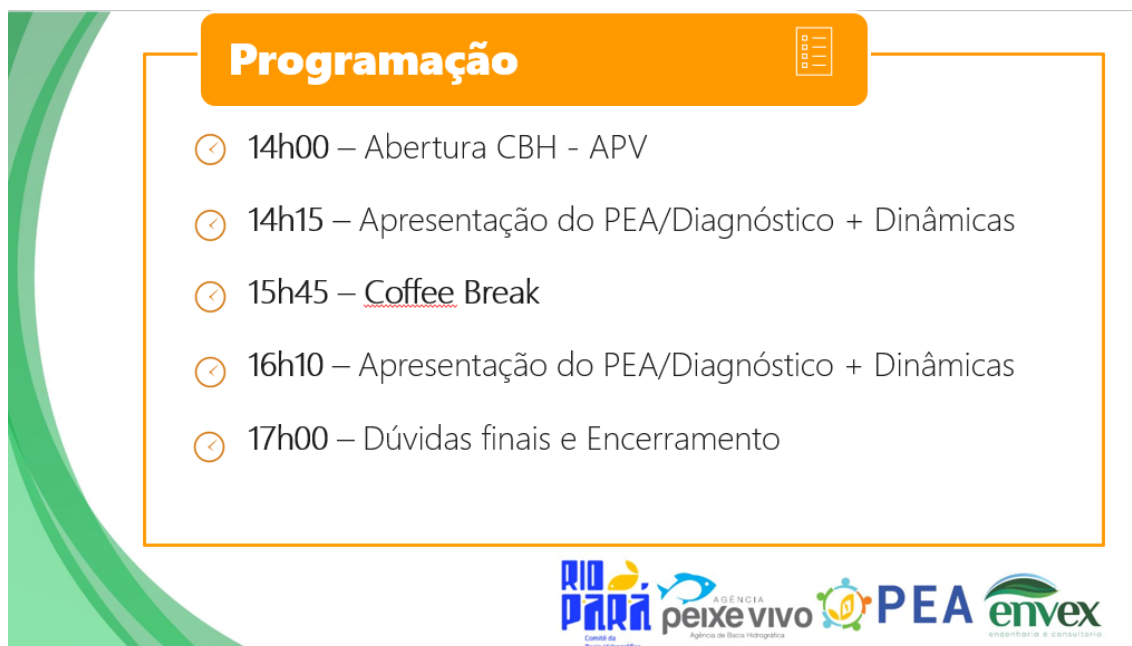 Programação
14h00 – Abertura CBH - APV
14h15 – Apresentação do PEA/Diagnóstico + Dinâmicas
15h45 – Coffee Break
16h10 – Apresentação do PEA/Diagnóstico + Dinâmicas
17h00 – Dúvidas finais e Encerramento
RIO
PARÁ
Comitê da
Bacia Hidrográfica
AGÊNCIA
peixe vivo
Agência de Bacia Hidrográfica
PEA
envex
engenharia e consultoria